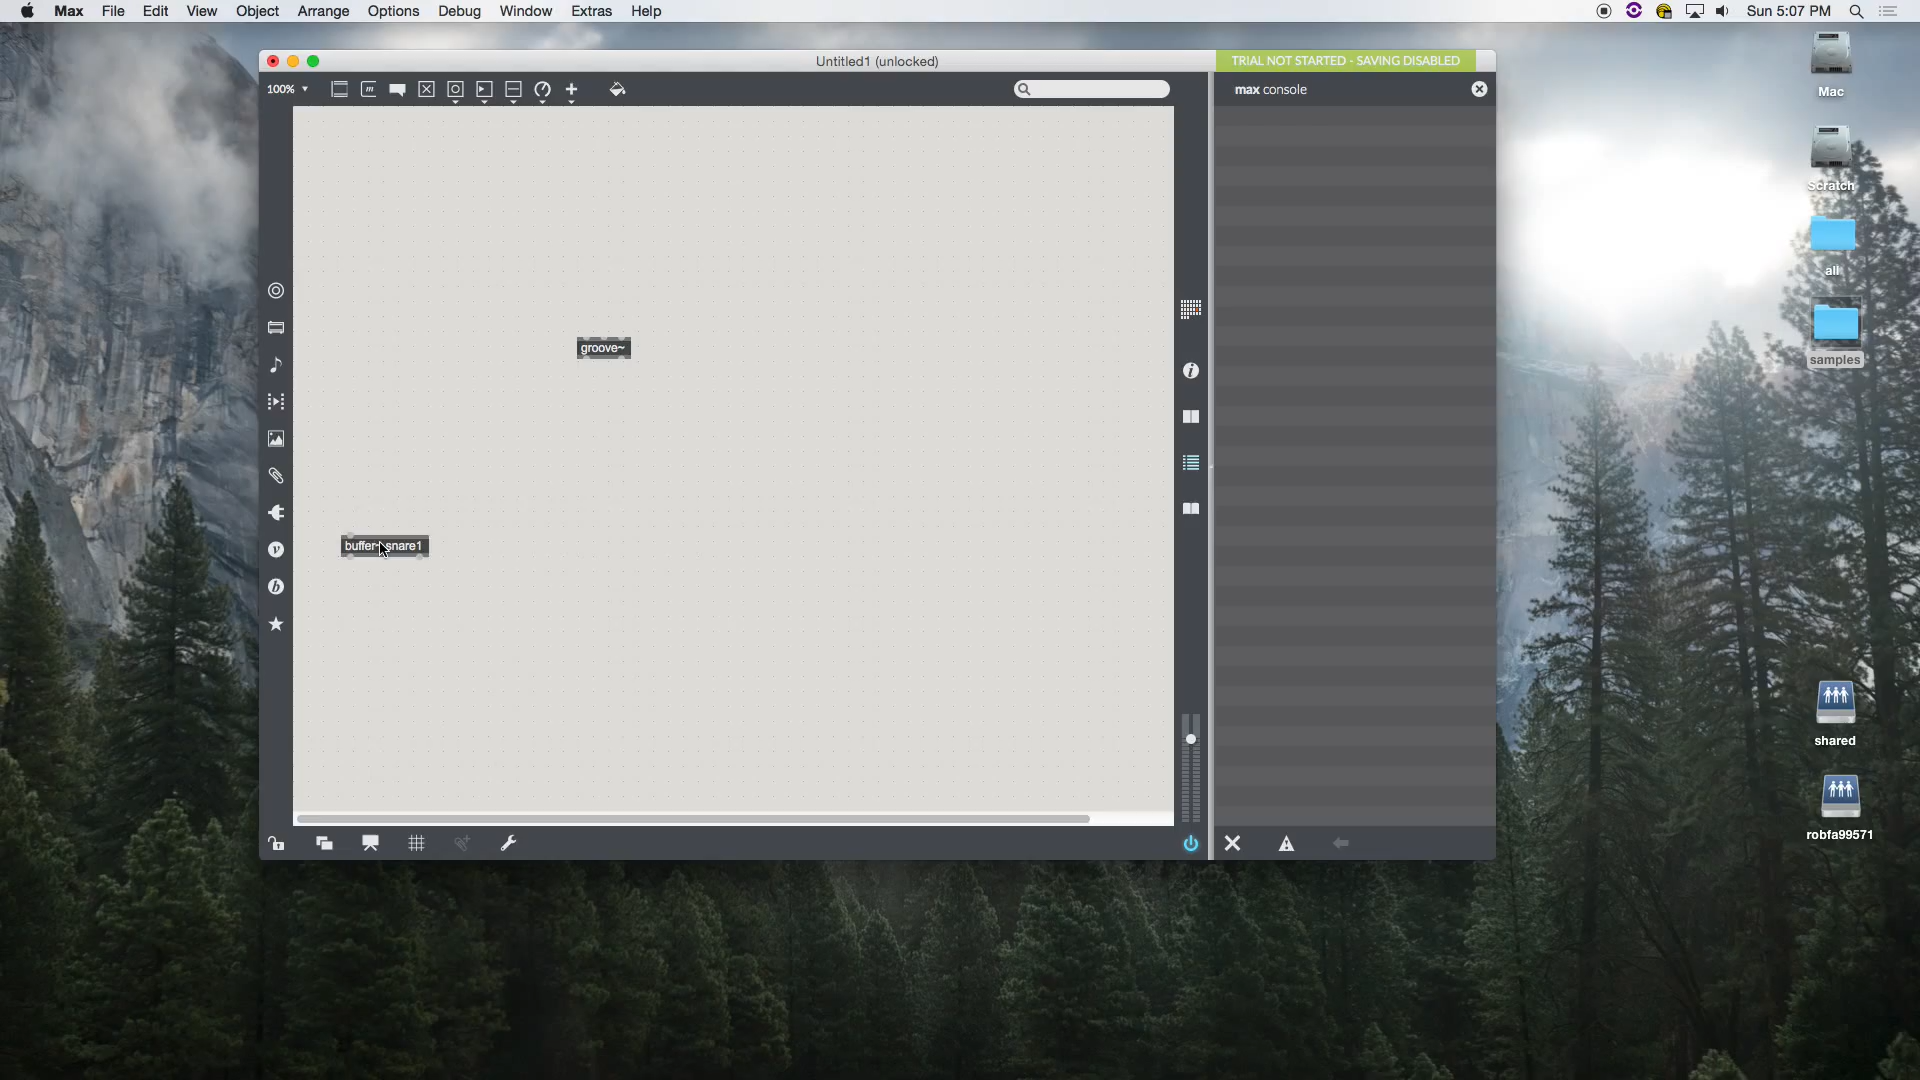 Max File Edit View Object Arrange Options Debug Window Extras Help
Sun 5:07 PM
Untitled1 (unlocked)
TRIAL NOT STARTED - SAVING DISABLED
100%
max console
Mac
Scratch
all
samples
groove~
buffer~ snare1
shared
robfa99571